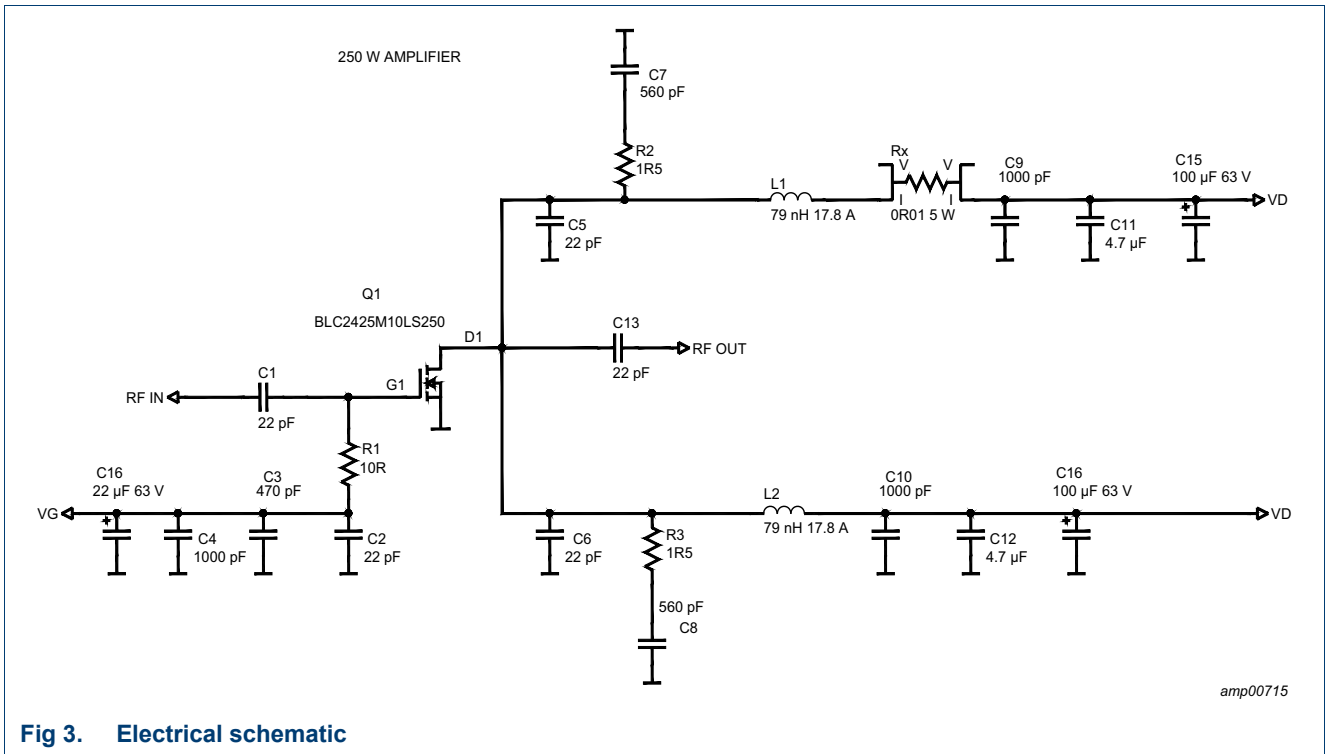 250 W AMPLIFIER
C7
560 pF
R2
1R5
Rx
V V
I I
0R01 5 W
C9
1000 pF
C15
100 µF 63 V
L1
79 nH 17.8 A
VD
C5
22 pF
C11
4.7 µF
Q1
BLC2425M10LS250
D1
C13
22 pF
RF OUT
C1
22 pF
G1
RF IN
R1
10R
C16
22 µF 63 V
C3
470 pF
VG
C4
1000 pF
C2
22 pF
C6
22 pF
R3
1R5
L2
79 nH 17.8 A
C10
1000 pF
C16
100 µF 63 V
VD
C12
4.7 µF
560 pF
C8
amp00715
Fig 3. Electrical schematic